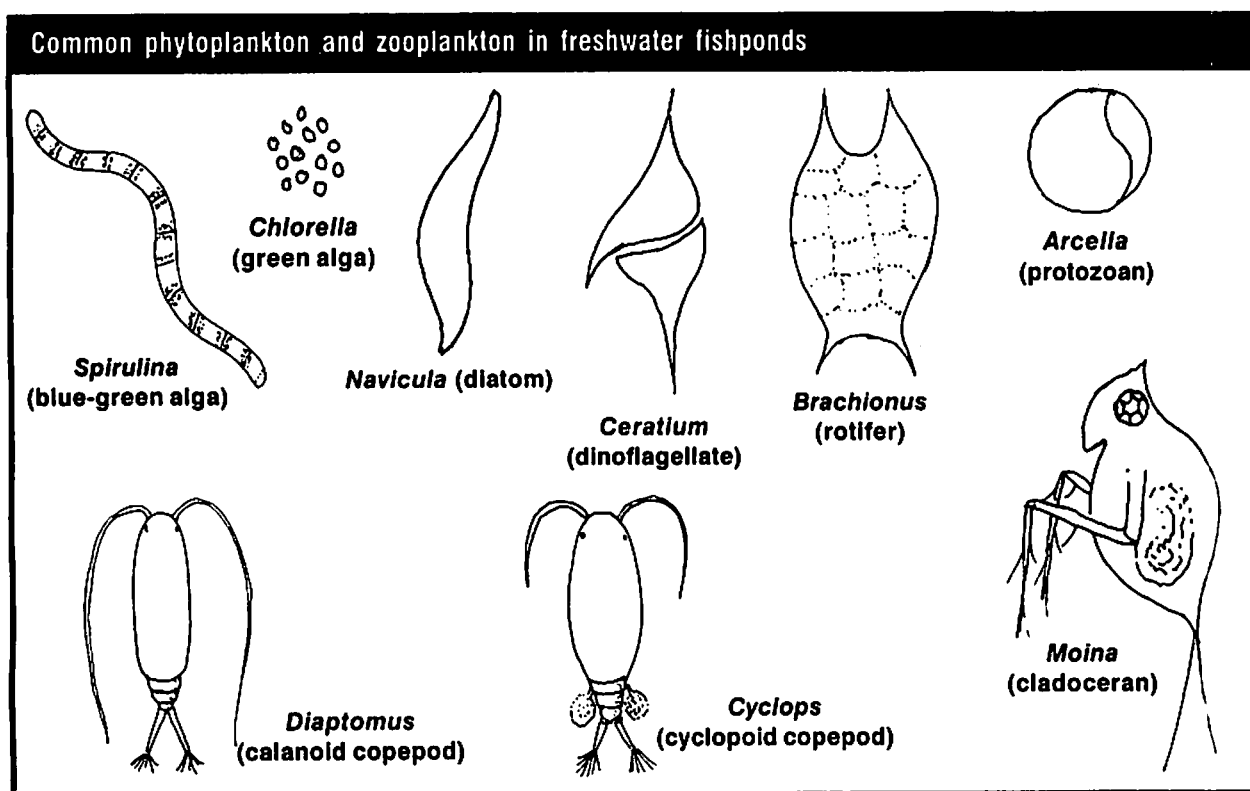 Common phytoplankton and zooplankton in freshwater fishponds
Chlorella
(green alga)
Arcella
(protozoan)
Spirulina
(blue-green alga)
Navicula (diatom)
Ceratium
(dinoflagellate)
Brachionus
(rotifer)
Moina
(cladoceran)
Diaptomus
(calanoid copepod)
Cyclops
(cyclopoid copepod)